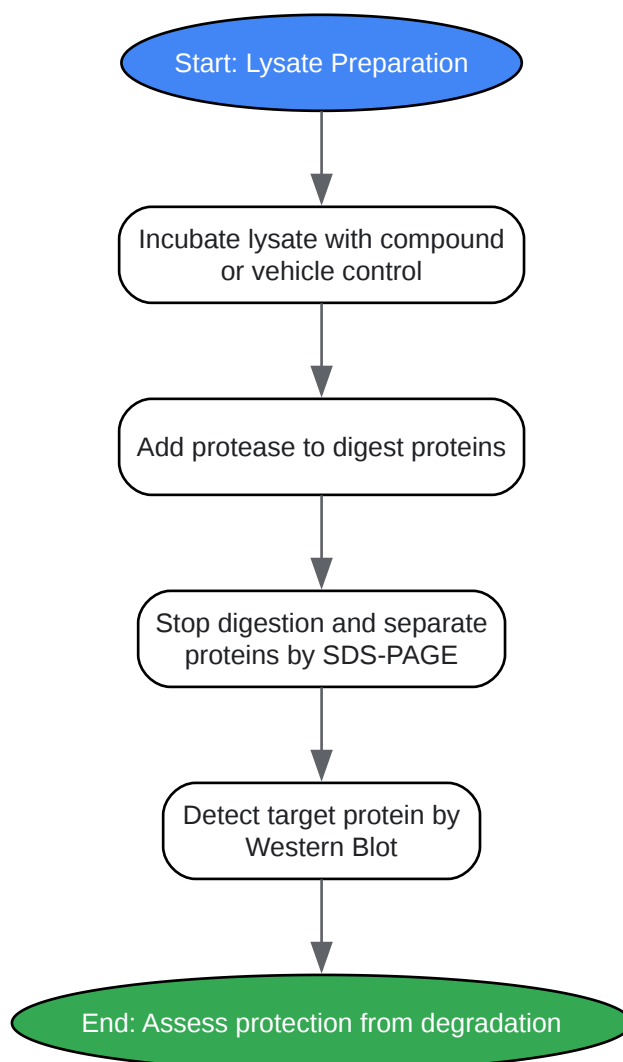 Start: Lysate Preparation
Incubate lysate with compound
or vehicle control
Add protease to digest proteins
Stop digestion and separate
proteins by SDS-PAGE
Detect target protein by
Western Blot
End: Assess protection from degradation